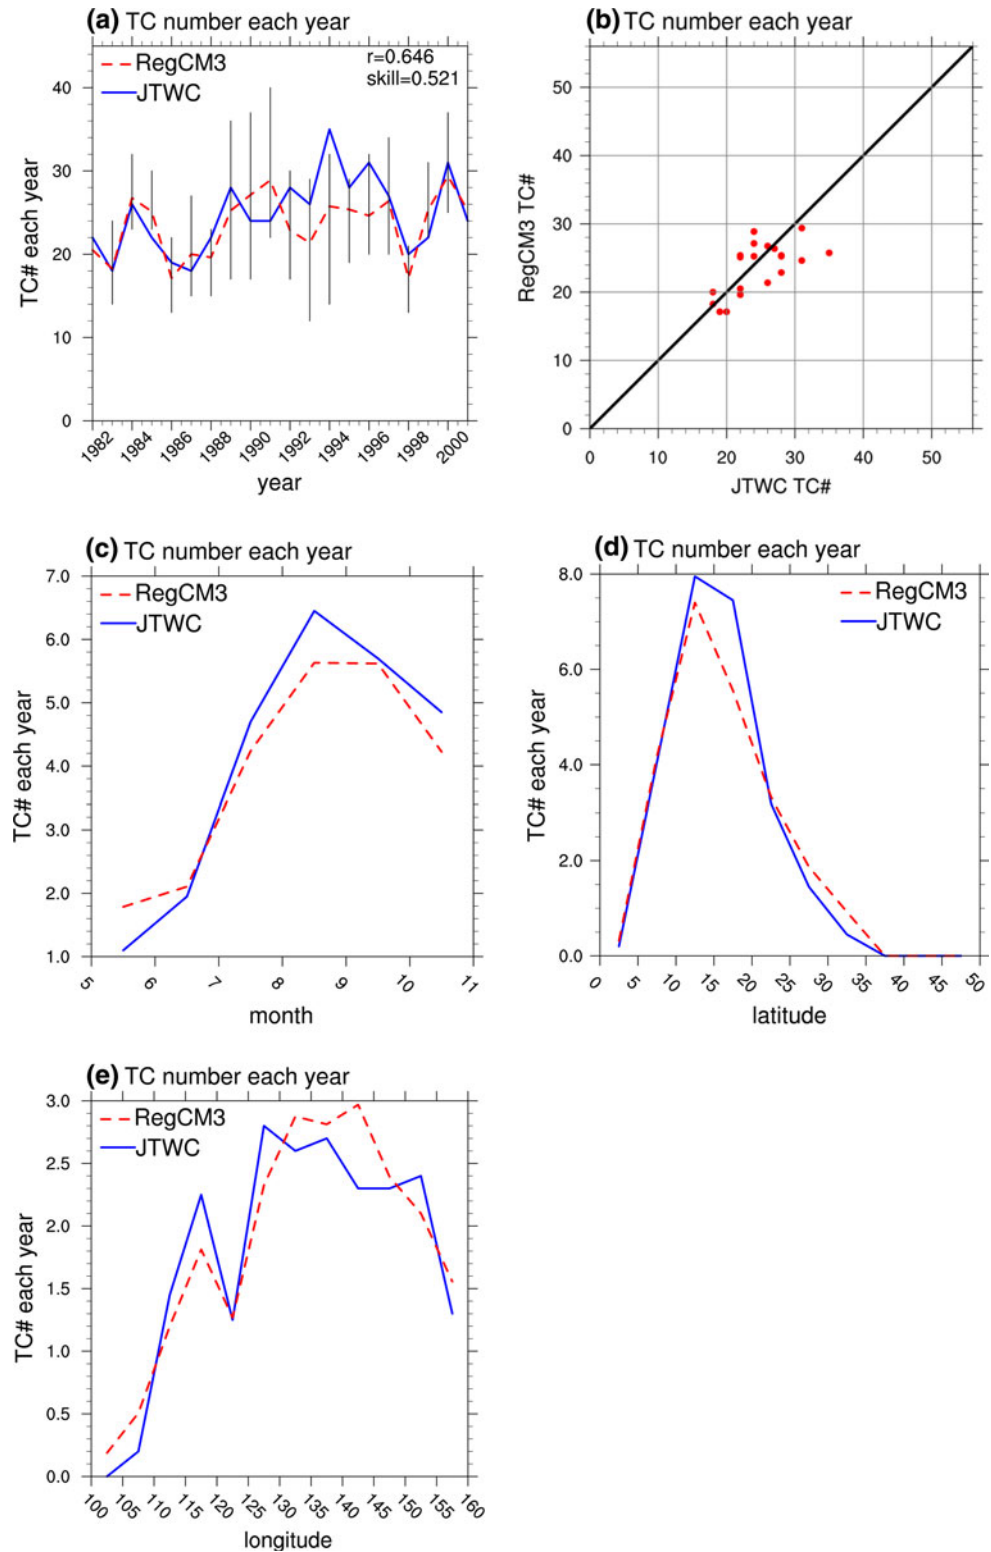 (a) TC number each year
RegCM3
JTWC
r=0.646
skill=0.521
TC# each year
40
30
20
10
0
1982 1984 1986 1988 1990 1992 1994 1996 1998 2000
year
(b) TC number each year
RegCM3 TC#
50
40
30
20
10
0
0 10 20 30 40 50
JTWC TC#
(c) TC number each year
RegCM3
JTWC
TC# each year
7.0
6.0
5.0
4.0
3.0
2.0
1.0
5 6 7 8 9 10 11
month
(d) TC number each year
RegCM3
JTWC
TC# each year
8.0
6.0
4.0
2.0
0.0
0 5 10 15 20 25 30 35 40 45 50
latitude
(e) TC number each year
RegCM3
JTWC
TC# each year
3.0
2.5
2.0
1.5
1.0
0.5
0.0
100 105 110 115 120 125 130 135 140 145 150 155 160
longitude